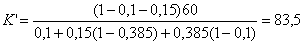 K' = (1-0,1-0,15)60 / 0,1+0,15(1-0,385)+0,385(1-0,1) = 83,5